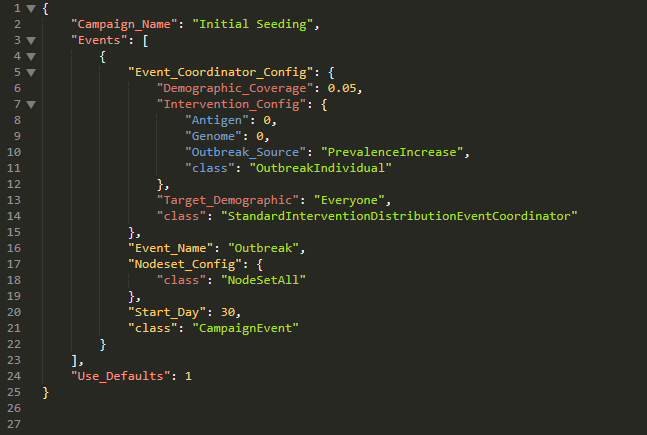 1 {
2 "Campaign_Name": "Initial Seeding",
3 "Events": [
4 {
5 "Event_Coordinator_Config": {
6 "Demographic_Coverage": 0.05,
7 "Intervention_Config": {
8 "Antigen": 0,
9 "Genome": 0,
10 "Outbreak_Source": "PrevalenceIncrease",
11 "class": "OutbreakIndividual"
12 },
13 "Target_Demographic": "Everyone",
14 "class": "StandardInterventionDistributionEventCoordinator"
15 },
16 "Event_Name": "Outbreak",
17 "Nodeset_Config": {
18 "class": "NodeSetAll"
19 },
20 "Start_Day": 30,
21 "class": "CampaignEvent"
22 }
23 ],
24 "Use_Defaults": 1
25 }
26
27